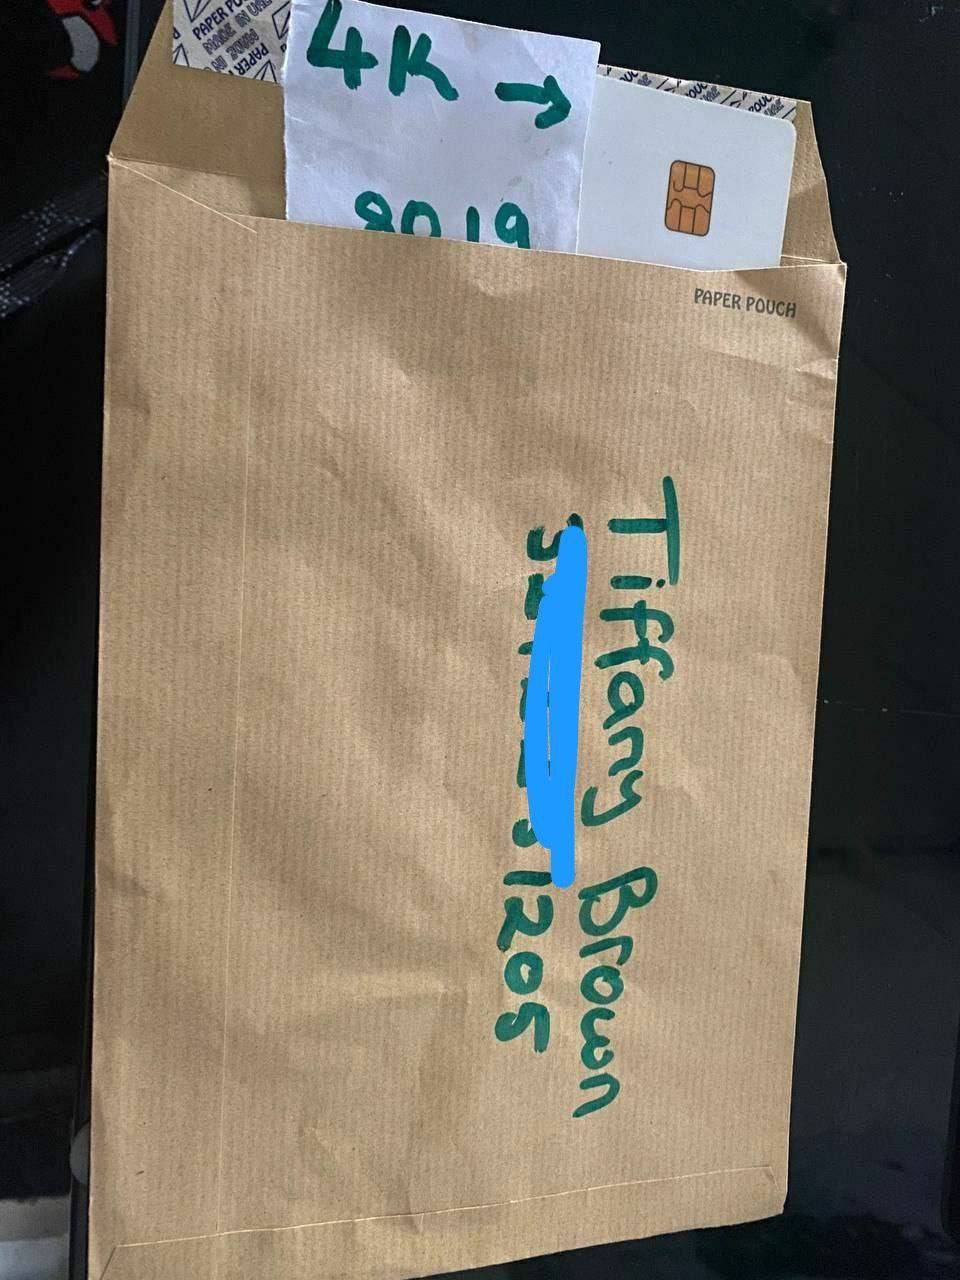 4K →
8019
PAPER POUCH
Tiffany Brown
1205